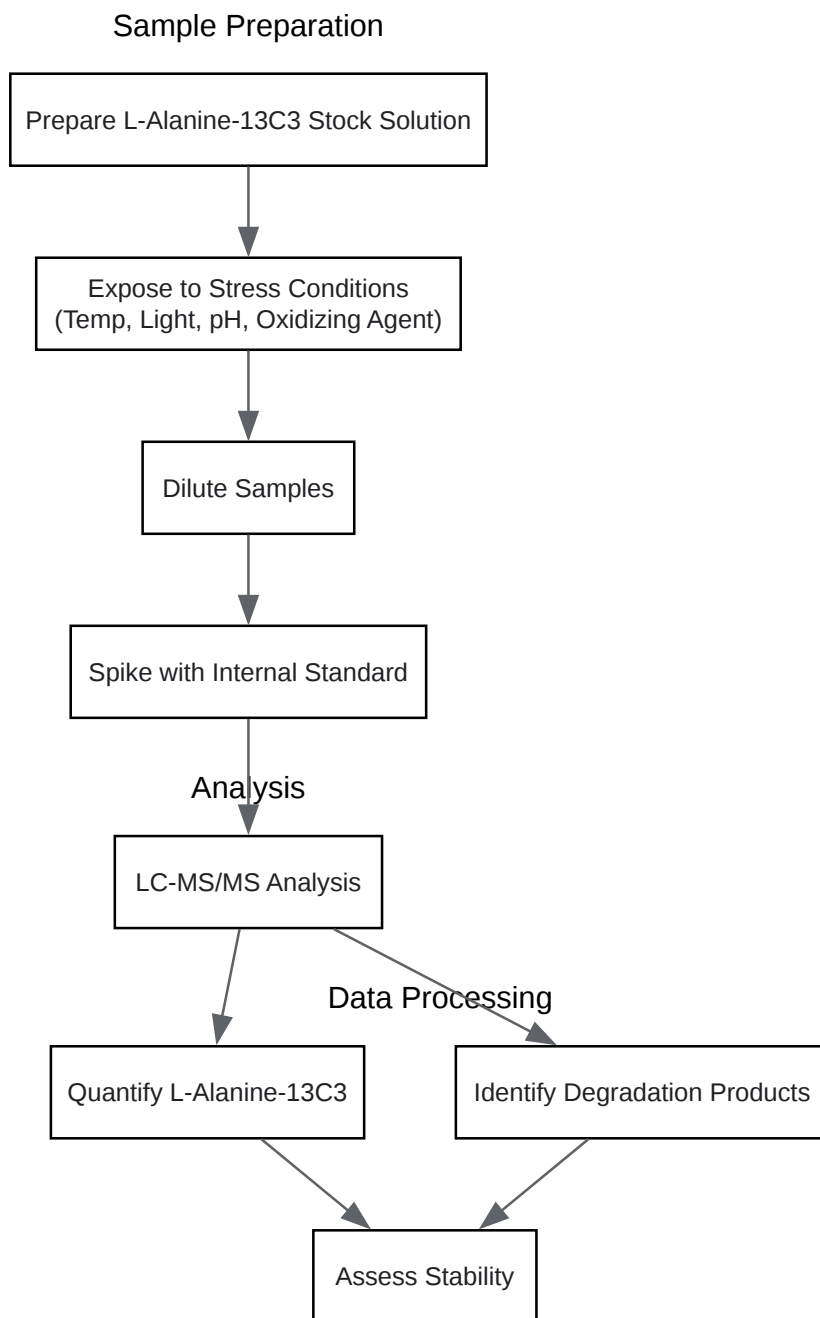 Sample Preparation
Prepare L-Alanine-13C3 Stock Solution
Expose to Stress Conditions
(Temp, Light, pH, Oxidizing Agent)
Dilute Samples
Spike with Internal Standard
Analysis
LC-MS/MS Analysis
Data Processing
Quantify L-Alanine-13C3
Identify Degradation Products
Assess Stability